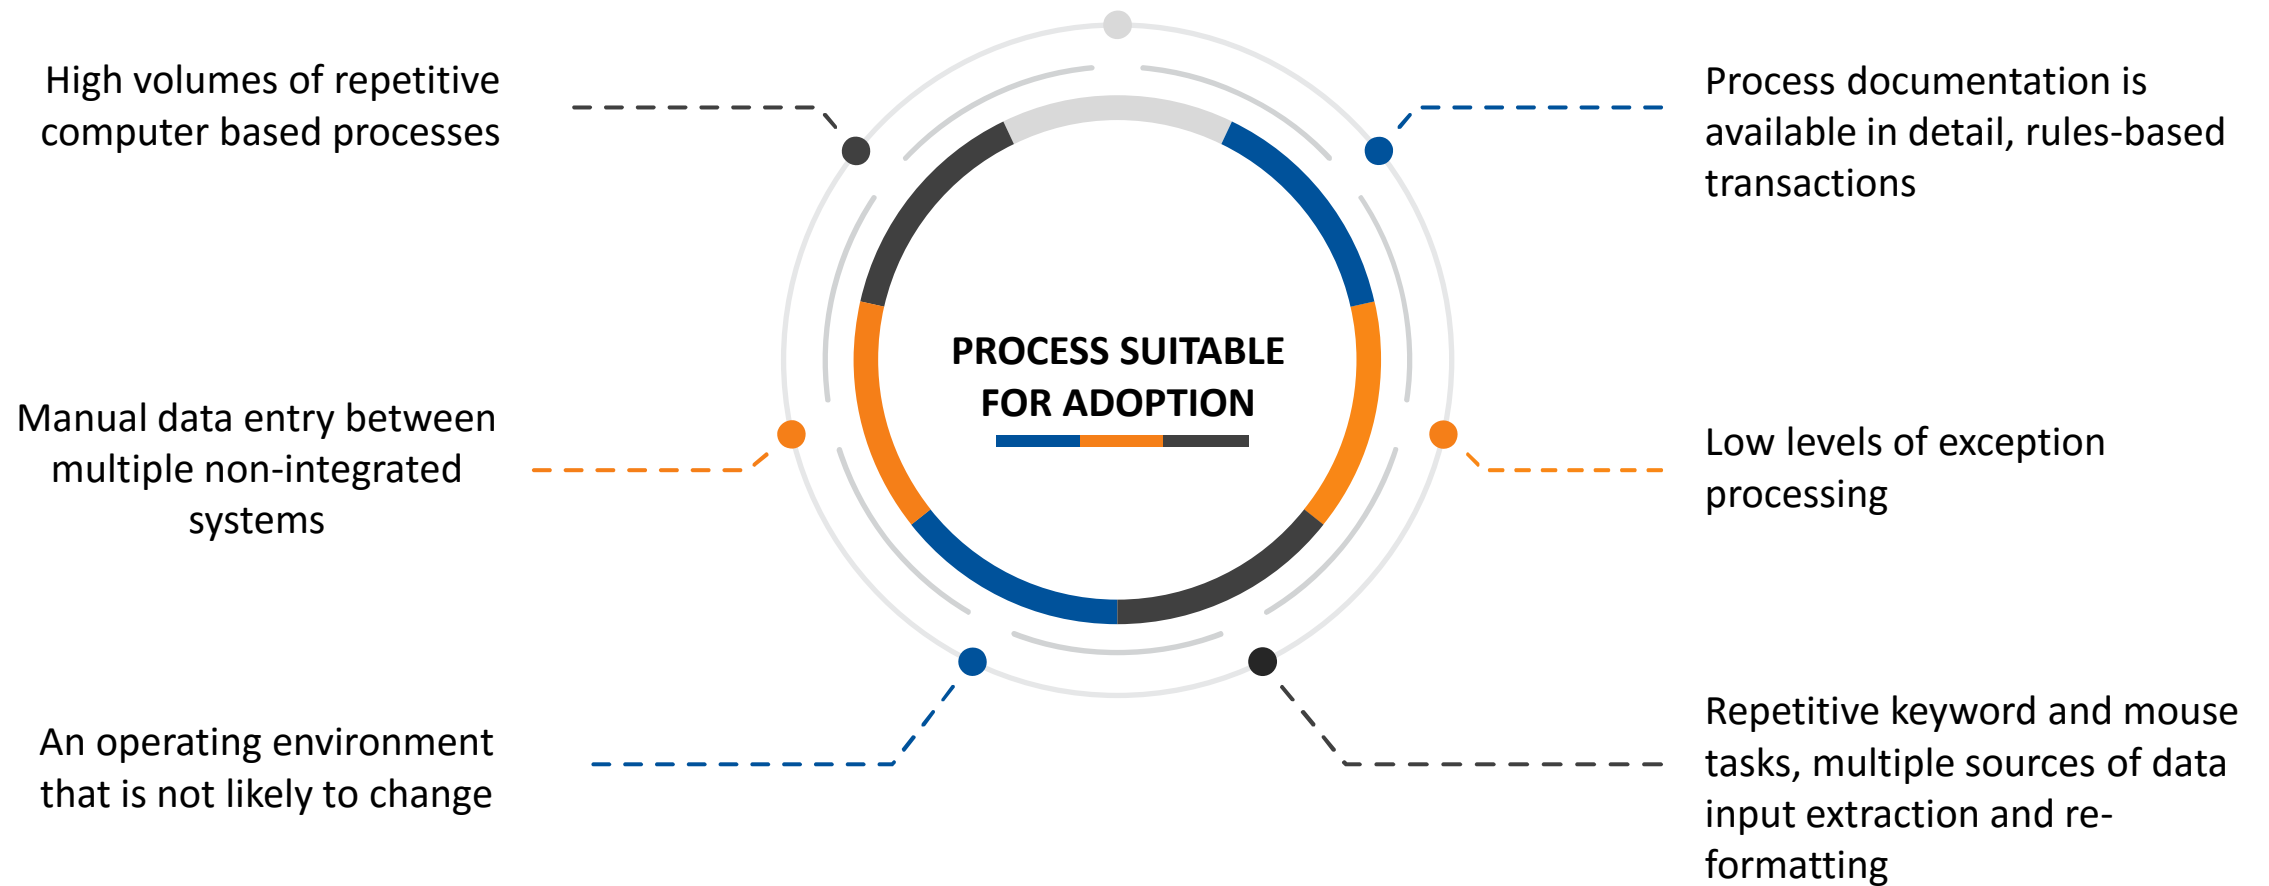 High volumes of repetitive
computer based processes
Manual data entry between
multiple non-integrated
systems
An operating environment
that is not likely to change
PROCESS SUITABLE
FOR ADOPTION
Process documentation is
available in detail, rules-based
transactions
Low levels of exception
processing
Repetitive keyword and mouse
tasks, multiple sources of data
input extraction and re-
formatting